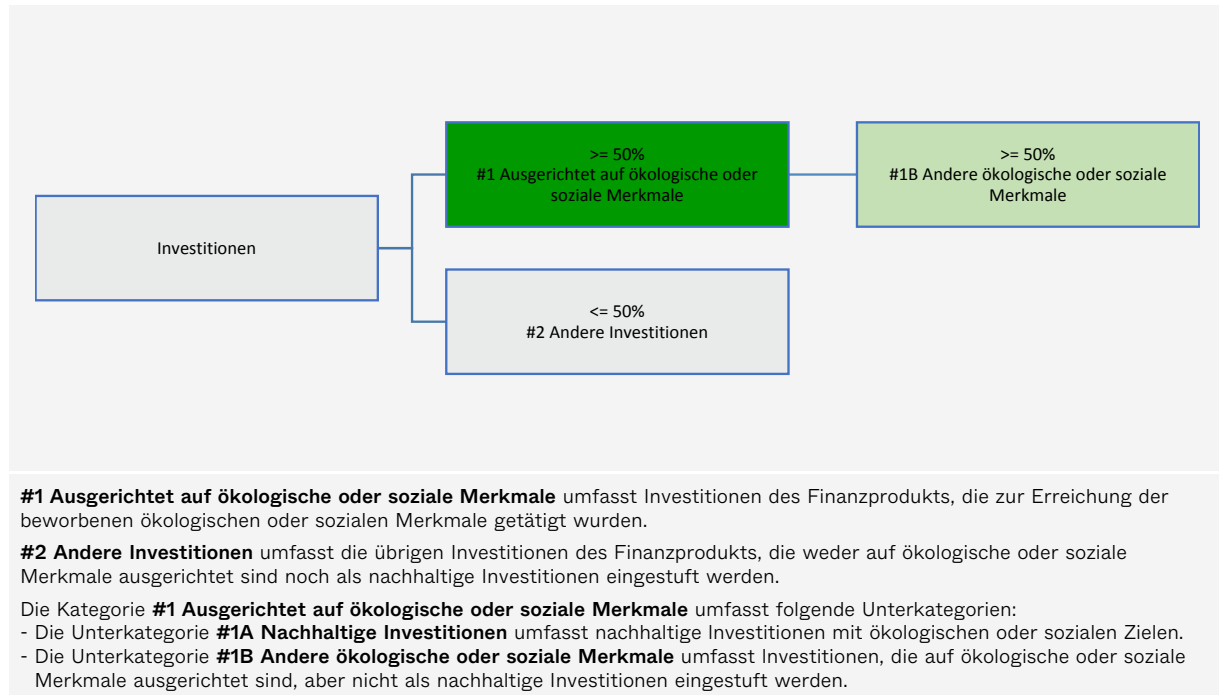 >= 50%
#1 Ausgerichtet auf ökologische oder
soziale Merkmale
>= 50%
#1B Andere ökologische oder soziale
Merkmale
Investitionen
<= 50%
#2 Andere Investitionen
#1 Ausgerichtet auf ökologische oder soziale Merkmale umfasst Investitionen des Finanzprodukts, die zur Erreichung der
beworbenen ökologischen oder sozialen Merkmale getätigt wurden.
#2 Andere Investitionen umfasst die übrigen Investitionen des Finanzprodukts, die weder auf ökologische oder soziale
Merkmale ausgerichtet sind noch als nachhaltige Investitionen eingestuft werden.
Die Kategorie #1 Ausgerichtet auf ökologische oder soziale Merkmale umfasst folgende Unterkategorien:
- Die Unterkategorie #1A Nachhaltige Investitionen umfasst nachhaltige Investitionen mit ökologischen oder sozialen Zielen.
- Die Unterkategorie #1B Andere ökologische oder soziale Merkmale umfasst Investitionen, die auf ökologische oder soziale
Merkmale ausgerichtet sind, aber nicht als nachhaltige Investitionen eingestuft werden.